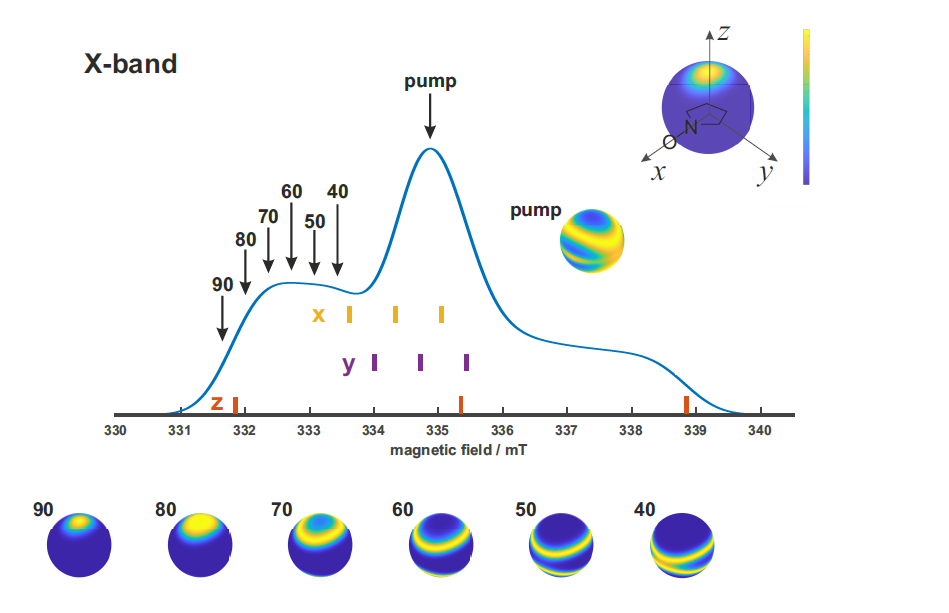 X-band
z
N
O
x
y
pump
60
40
70
50
80
90
pump
x
y
z
330 331 332 333 334 335 336 337 338 339 340
magnetic field / mT
90 80 70 60 50 40